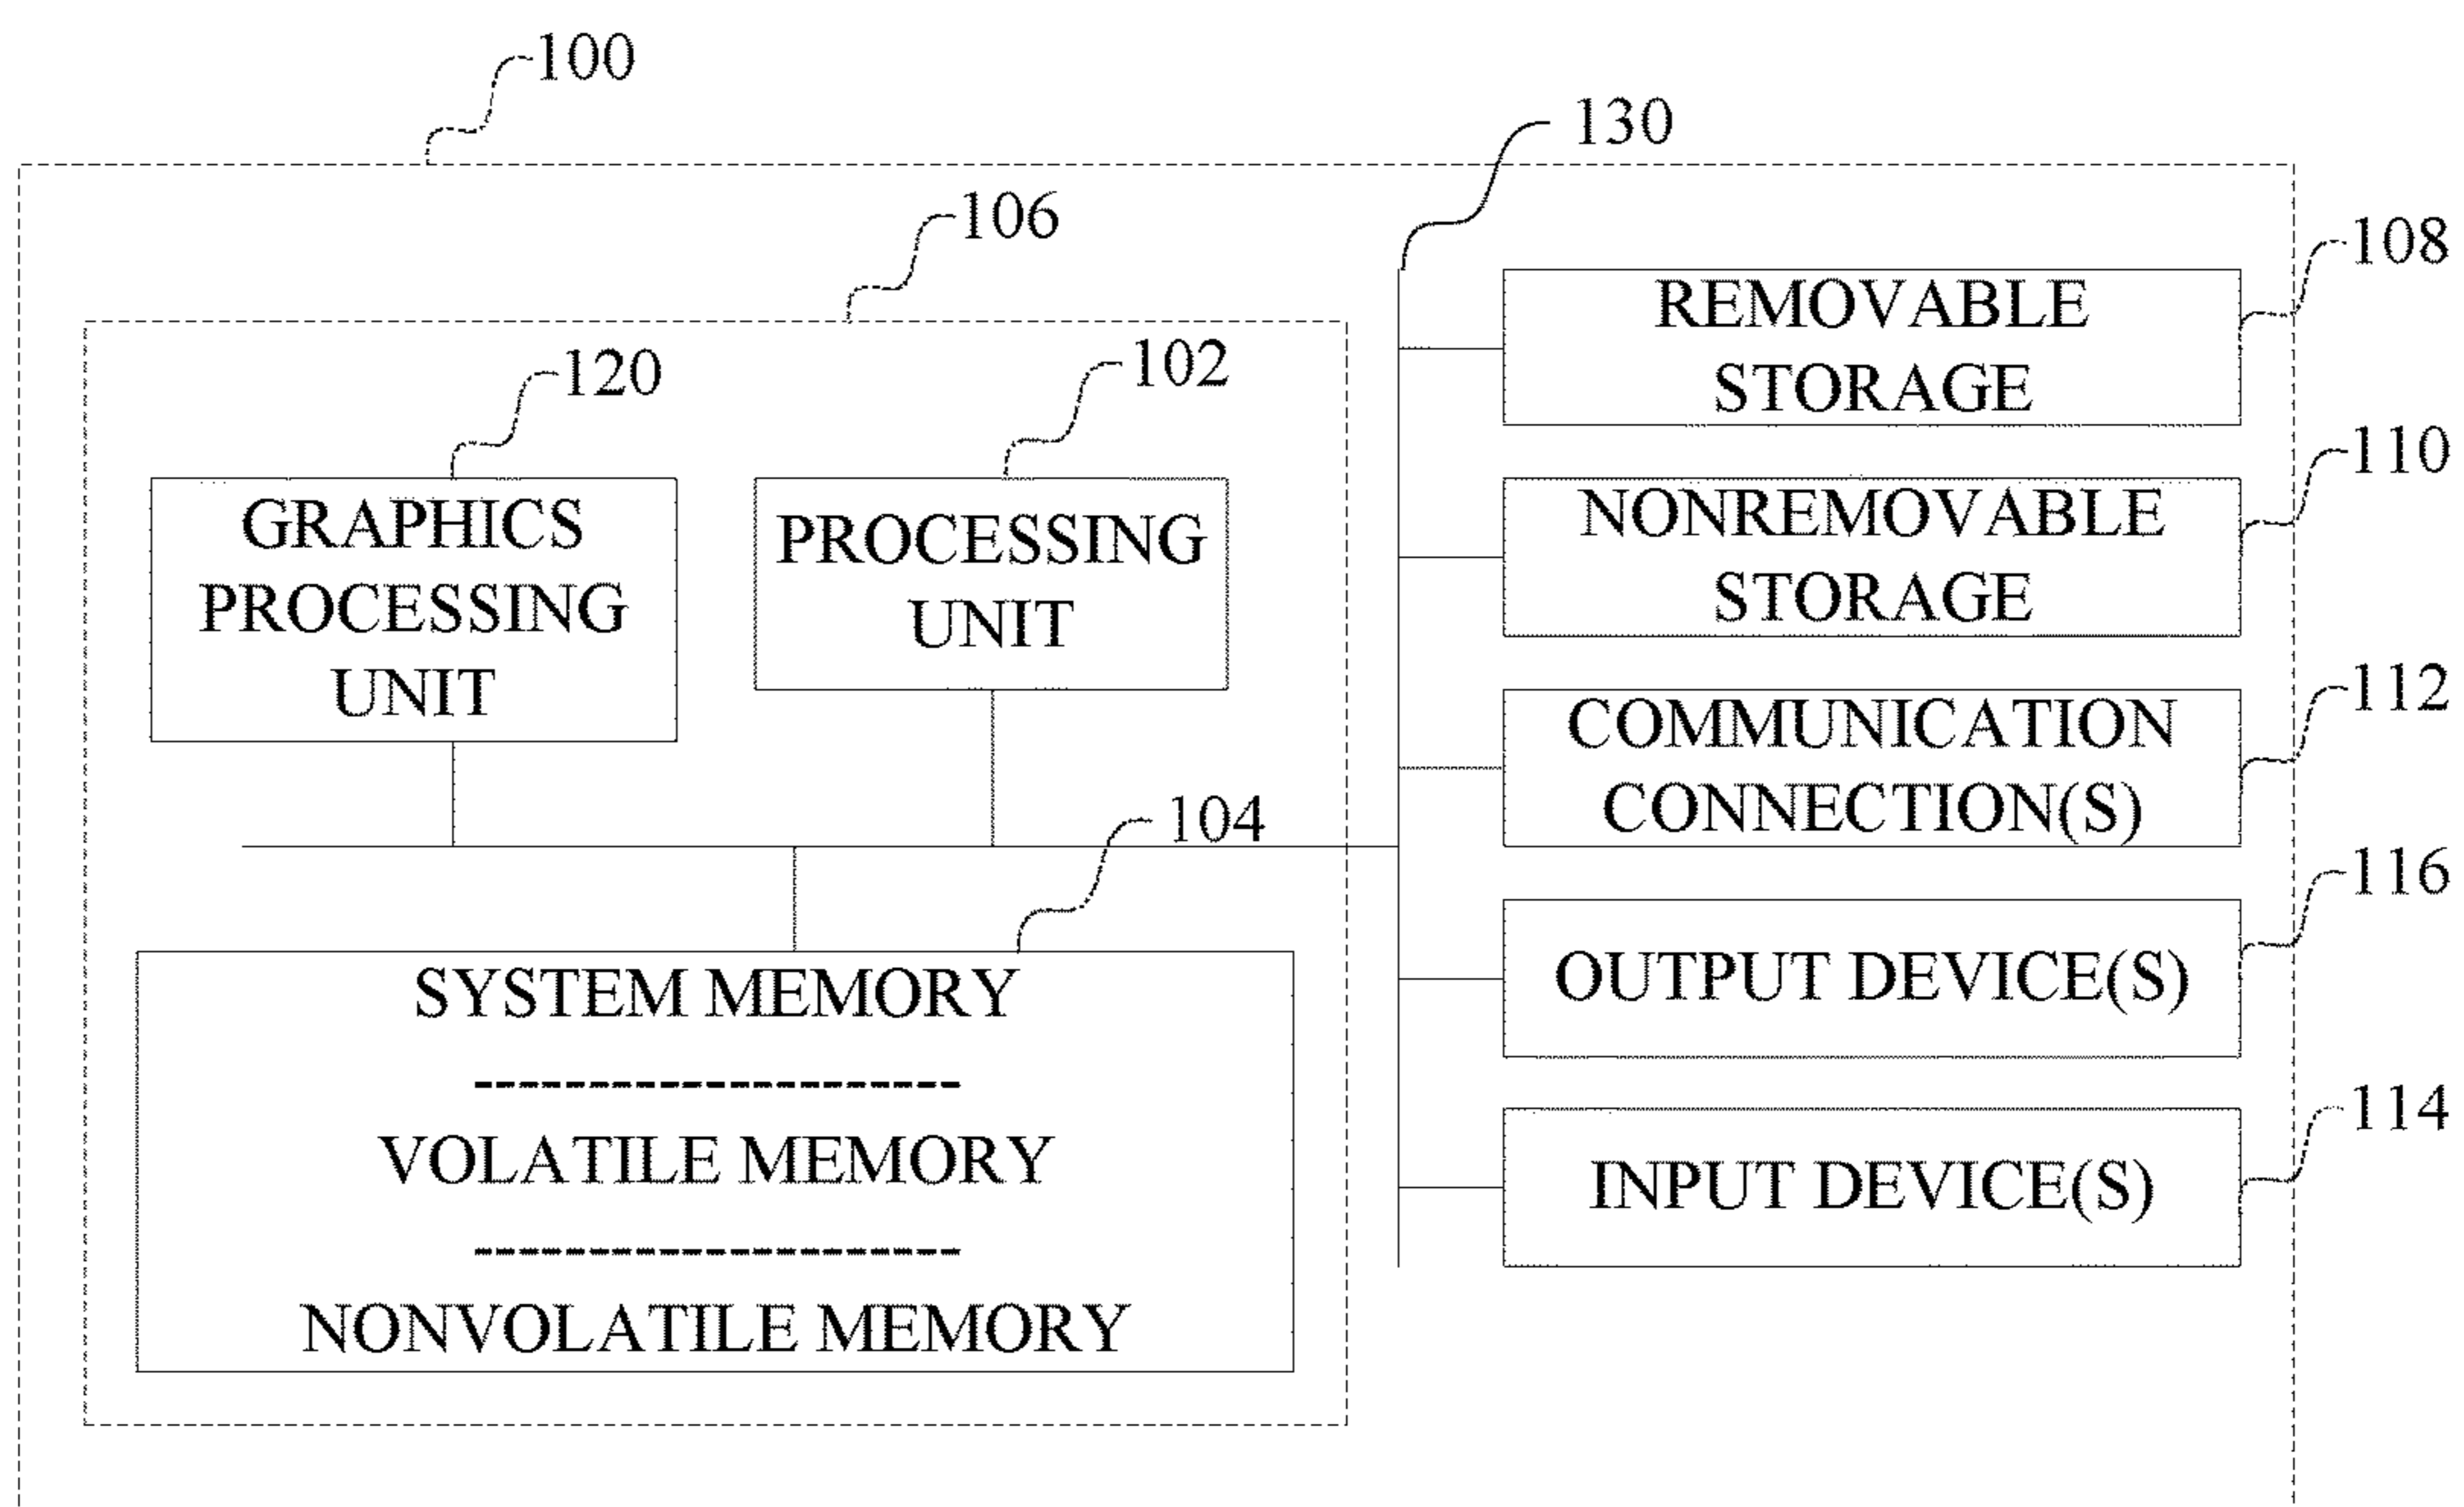 100
130
106
108
REMOVABLE
STORAGE
120
102
110
GRAPHICS
PROCESSING
UNIT
PROCESSING
UNIT
NONREMOVABLE
STORAGE
112
COMMUNICATION
CONNECTION(S)
104
116
SYSTEM MEMORY
OUTPUT DEVICE(S)
--------------------
VOLATILE MEMORY
114
INPUT DEVICE(S)
--------------------
NONVOLATILE MEMORY